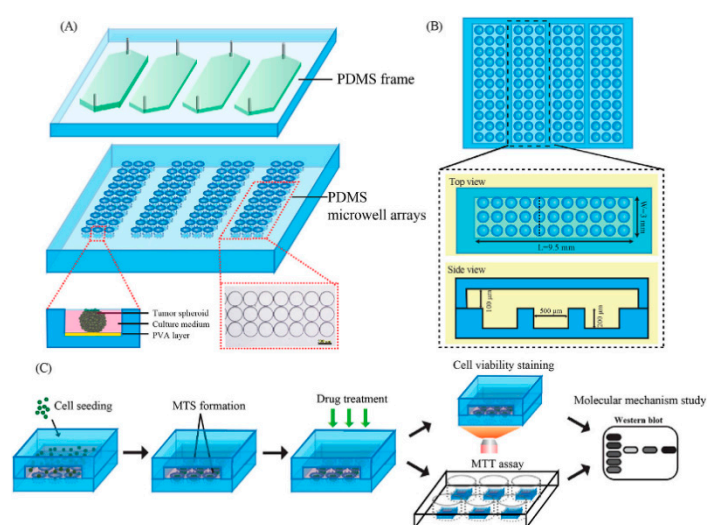 (A)
PDMS frame
PDMS
microwell arrays
Tumor spheroid
Culture medium
PVA layer
(B)
Top view
W=3 mm
L=9.5 mm
Side view
100 μm
500 μm
200 μm
(C)
Cell seeding
MTS formation
Drug treatment
Cell viability staining
MTT assay
Molecular mechanism study
Western blot